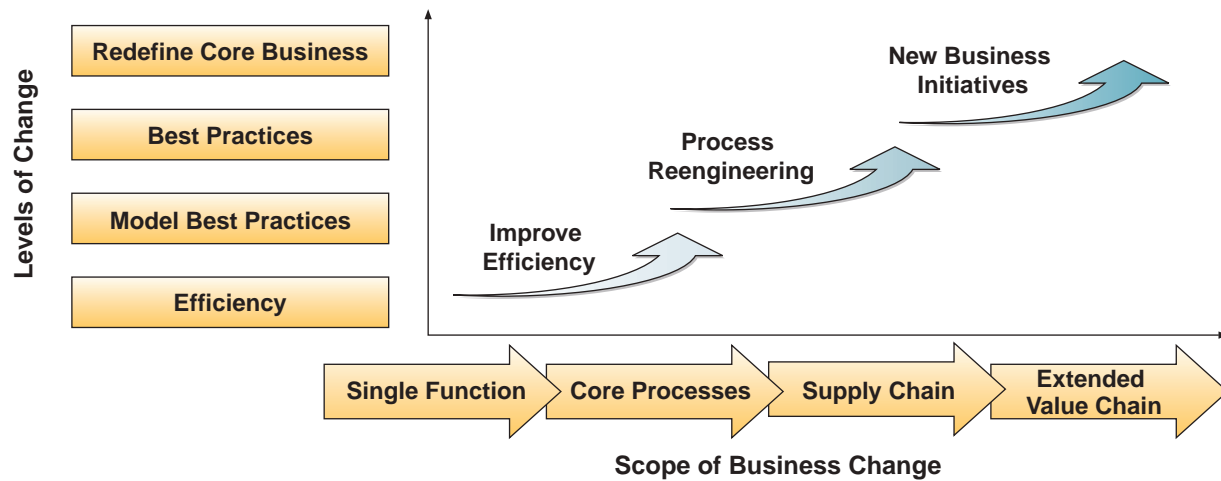 Levels of Change
Redefine Core Business
Best Practices
Model Best Practices
Efficiency
New Business
Initiatives
Process
Reengineering
Improve
Efficiency
Single Function
Core Processes
Supply Chain
Extended
Value Chain
Scope of Business Change